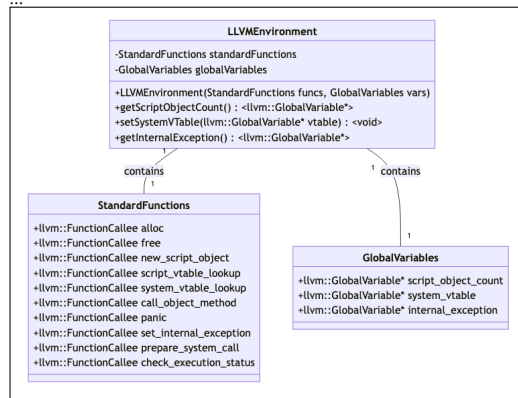 ...
LLVMEnvironment
-StandardFunctions standardFunctions
-GlobalVariables globalVariables
+LLVMEnvironment(StandardFunctions funcs, GlobalVariables vars)
+getScriptObjectCount() : <llvm::GlobalVariable*>
+setSystemVTable(llvm::GlobalVariable* vtable) : <void>
+getInternalException() : <llvm::GlobalVariable*>
1
1
contains
contains
1
1
StandardFunctions
+llvm::FunctionCallee alloc
+llvm::FunctionCallee free
+llvm::FunctionCallee new_script_object
+llvm::FunctionCallee script_vtable_lookup
+llvm::FunctionCallee system_vtable_lookup
+llvm::FunctionCallee call_object_method
+llvm::FunctionCallee panic
+llvm::FunctionCallee set_internal_exception
+llvm::FunctionCallee prepare_system_call
+llvm::FunctionCallee check_execution_status
GlobalVariables
+llvm::GlobalVariable* script_object_count
+llvm::GlobalVariable* system_vtable
+llvm::GlobalVariable* internal_exception